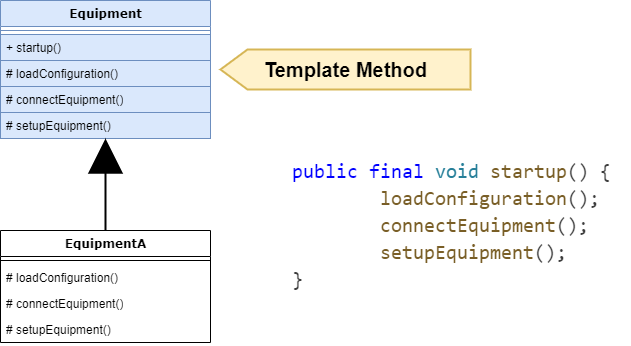 Equipment
+ startup()
# loadConfiguration()
# connectEquipment()
# setupEquipment()
Template Method
public final void startup() {
loadConfiguration();
connectEquipment();
setupEquipment();
}
EquipmentA
# loadConfiguration()
# connectEquipment()
# setupEquipment()